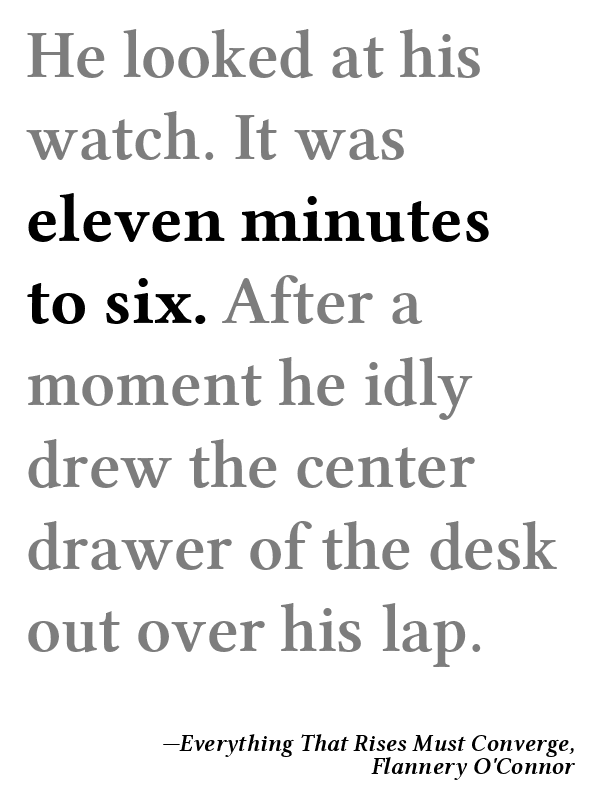 He looked at his
watch. It was
eleven minutes
to six. After a
moment he idly
drew the center
drawer of the desk
out over his lap.
—Everything That Rises Must Converge,
Flannery O'Connor